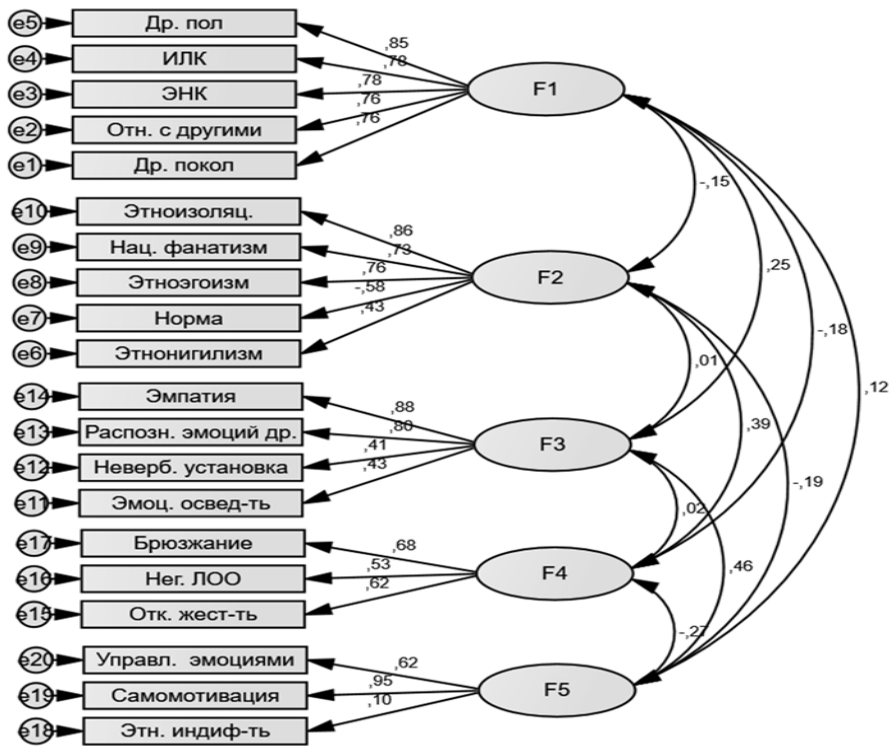 e5 Др. пол ,85
e4 ИЛК ,78
e3 ЭНК ,78
e2 Отн. с другими ,76
e1 Др. покол ,76
F1
e10 Этноизоляц. ,86
e9 Нац. фанатизм ,73
e8 Этноэгоизм ,76
e7 Норма -,58
e6 Этнонигилизм ,43
F2
e14 Эмпатия ,88
e13 Распозн. эмоций др. ,80
e12 Неверб. установка ,41
e11 Эмоц. освед-ть ,43
F3
e17 Брюзжание ,68
e16 Нег. ЛОО ,53
e15 Отк. жест-ть ,62
F4
e20 Управл. эмоциями ,62
e19 Самомотивация ,95
e18 Этн. индиф-ть ,10
F5
-,15
,25
-,18
,12
,01
,39
-,19
,02
,46
-,27